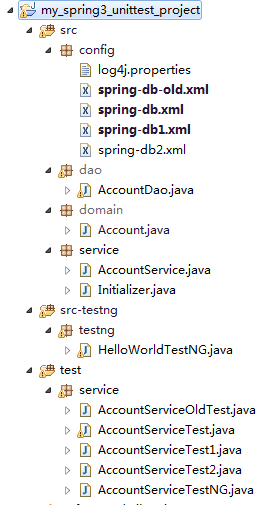 my_spring3_unittest_project
src
config
log4j.properties
spring-db-old.xml
spring-db.xml
spring-db1.xml
spring-db2.xml
dao
AccountDao.java
domain
Account.java
service
AccountService.java
Initializer.java
src-testng
testng
HelloWorldTestNG.java
test
service
AccountServiceOldTest.java
AccountServiceTest.java
AccountServiceTest1.java
AccountServiceTest2.java
AccountServiceTestNG.java